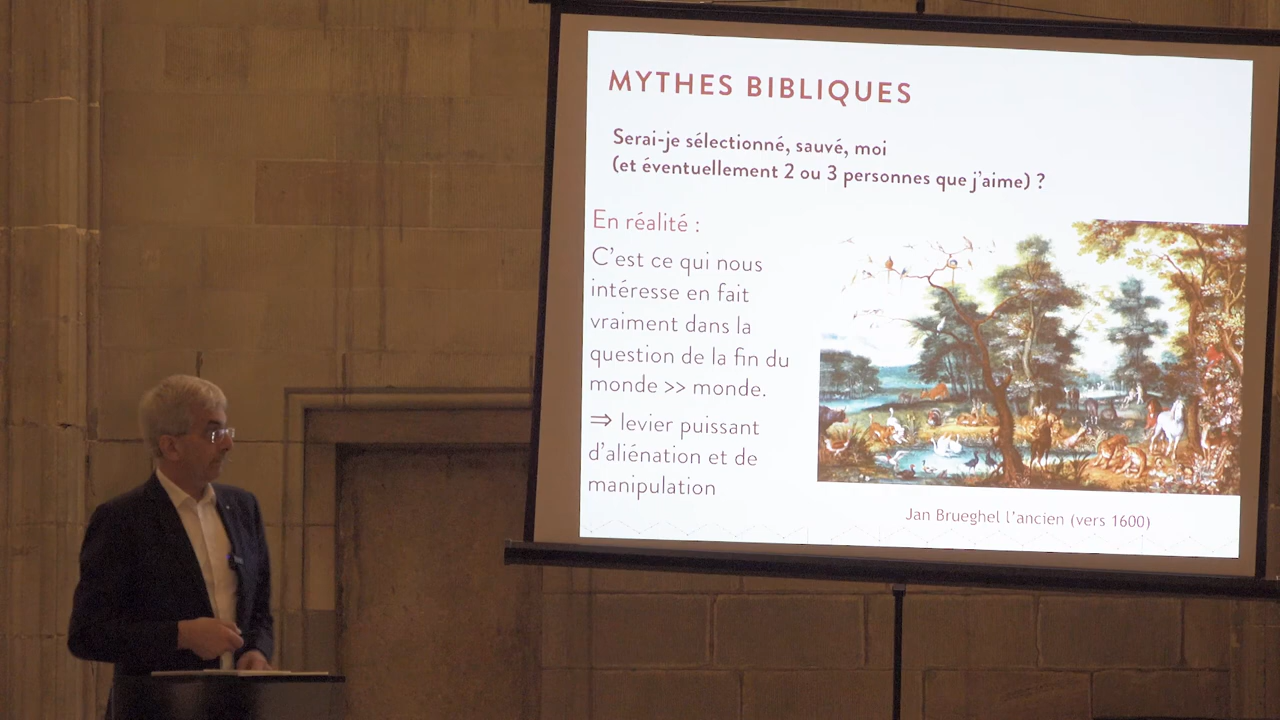 MYTHES BIBLIQUES
Serai-je sélectionné, sauvé, moi
(et éventuellement 2 ou 3 personnes que j'aime) ?
En réalité :
C'est ce qui nous
intéresse en fait
vraiment dans la
question de la fin du
monde >> monde.
⇒ levier puissant
d'aliénation et de
manipulation
Jan Brueghel l'ancien (vers 1600)